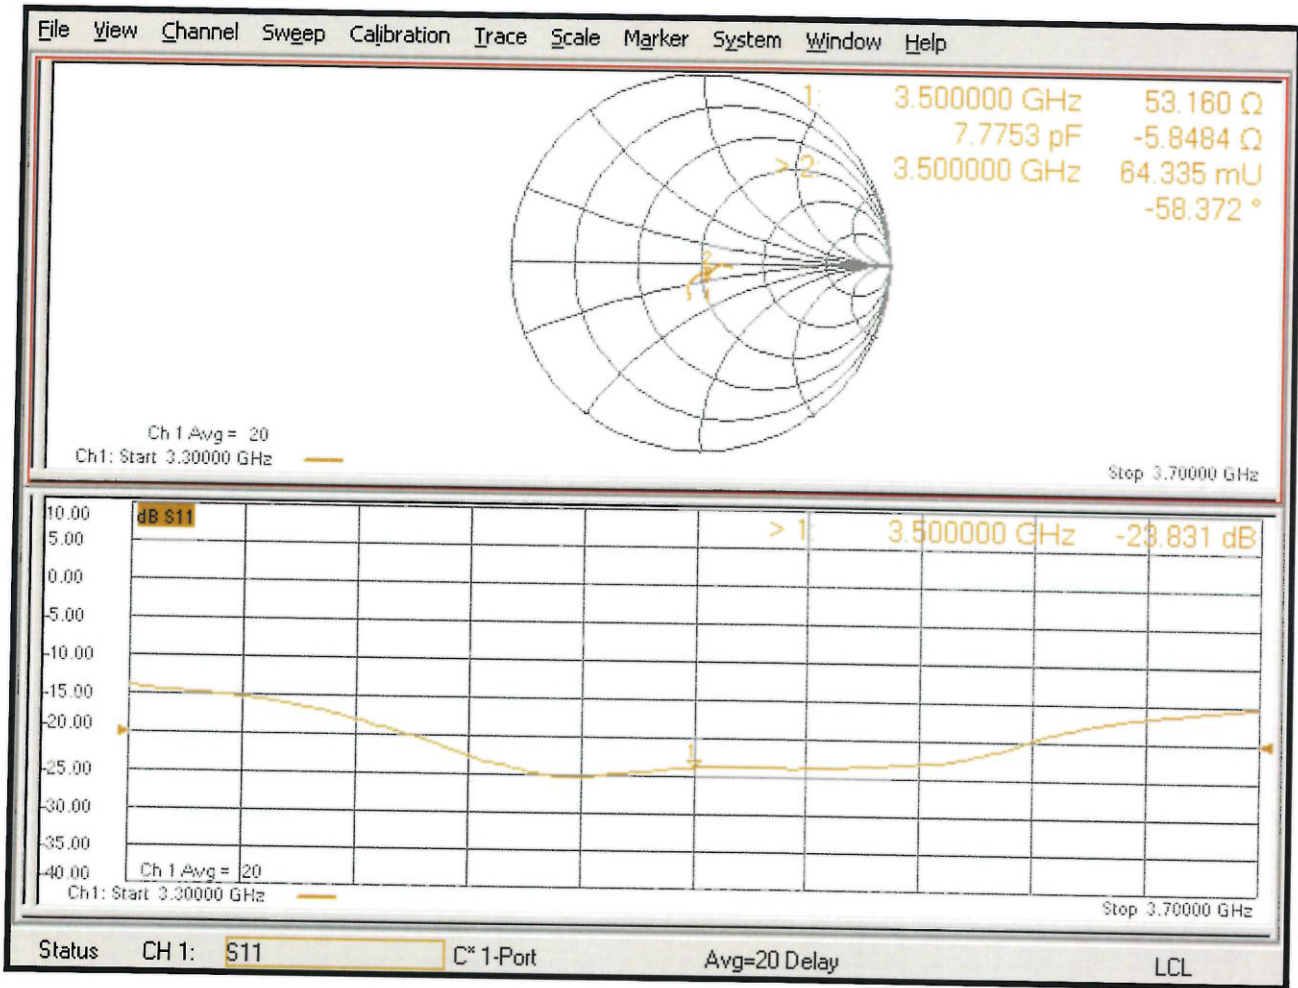 File View Channel Sweep Calibration Trace Scale Marker System Window Help
1: 3.500000 GHz 53.160 Ω
7.7753 pF -5.8484 Ω
> 2: 3.500000 GHz 64.335 mU
-58.372 °
2
1
Ch 1 Avg = 20
Ch1: Start 3.30000 GHz
Stop 3.70000 GHz
10.00
dB S11
> 1: 3.500000 GHz -23.831 dB
5.00
0.00
-5.00
-10.00
-15.00
-20.00
1
-25.00
-30.00
-35.00
-40.00
Ch 1 Avg = 20
Ch1: Start 3.30000 GHz
Stop 3.70000 GHz
Status CH 1: S11 C* 1-Port Avg=20 Delay LCL